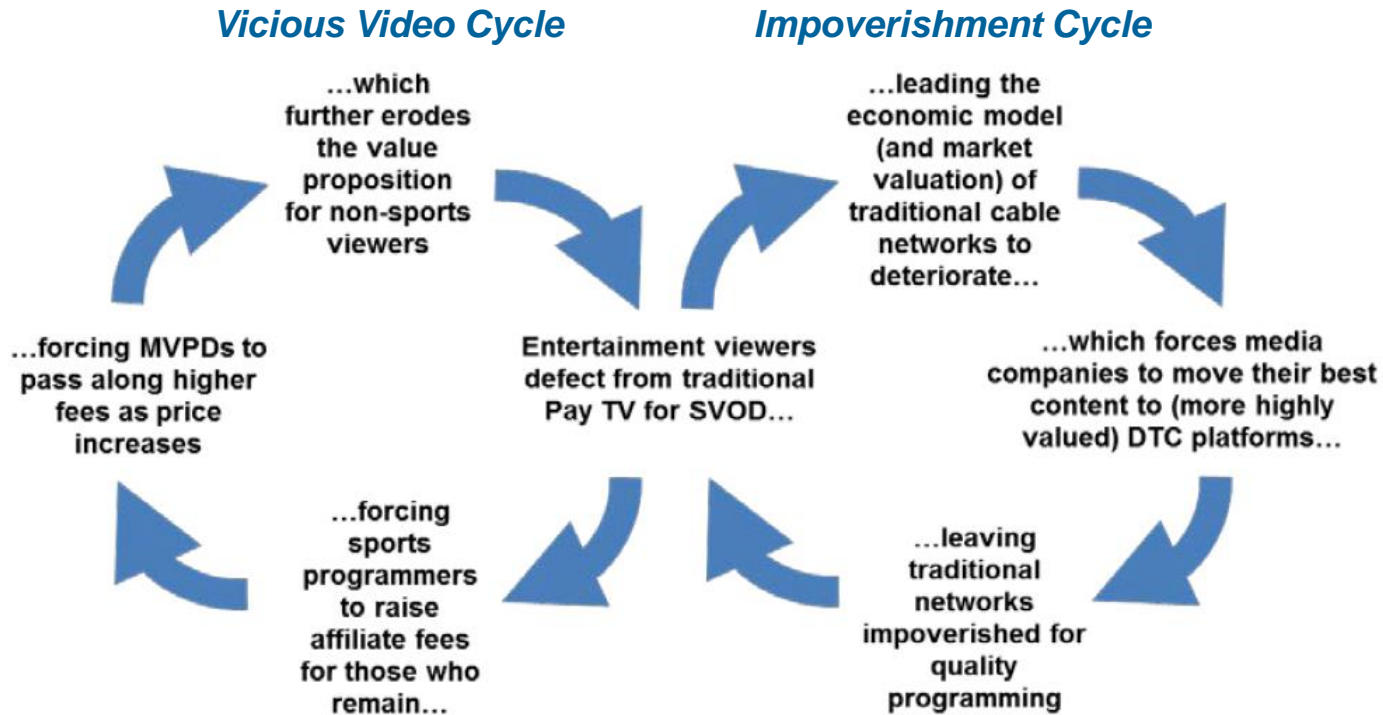 Vicious Video Cycle
Impoverishment Cycle
…which
further erodes
the value
proposition
for non-sports
viewers
…leading the
economic model
(and market
valuation) of
traditional cable
networks to
deteriorate…
…forcing MVPDs to
pass along higher
fees as price
increases
Entertainment viewers
defect from traditional
Pay TV for SVOD…
…which forces media
companies to move their best
content to (more highly
valued) DTC platforms…
…forcing
sports
programmers
to raise
affiliate fees
for those who
remain…
…leaving
traditional
networks
impoverished for
quality
programming